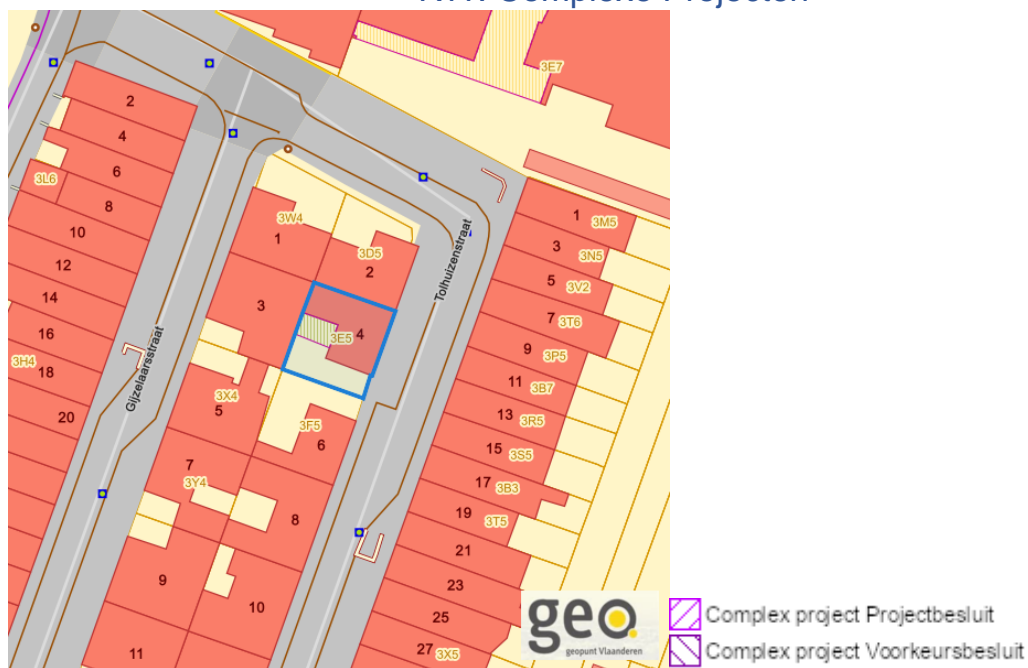 3E7
2
4
6
3L6
8
10
12
14
16
3H4
18
20
Gijzelaarsstraat
3W4
1
3D5
2
3
4
3E5
Tolhuizenstraat
3X4
5
3F5
6
7
3Y4
8
9
10
11
1 3M5
3 3N5
5 3V2
7 3T6
9 3P5
11 3B7
13 3R5
15 3S5
17 3B3
19 3T5
21
23
25
27 3X5
geo.
geopunt Vlaanderen
Complex project Projectbesluit
Complex project Voorkeursbesluit